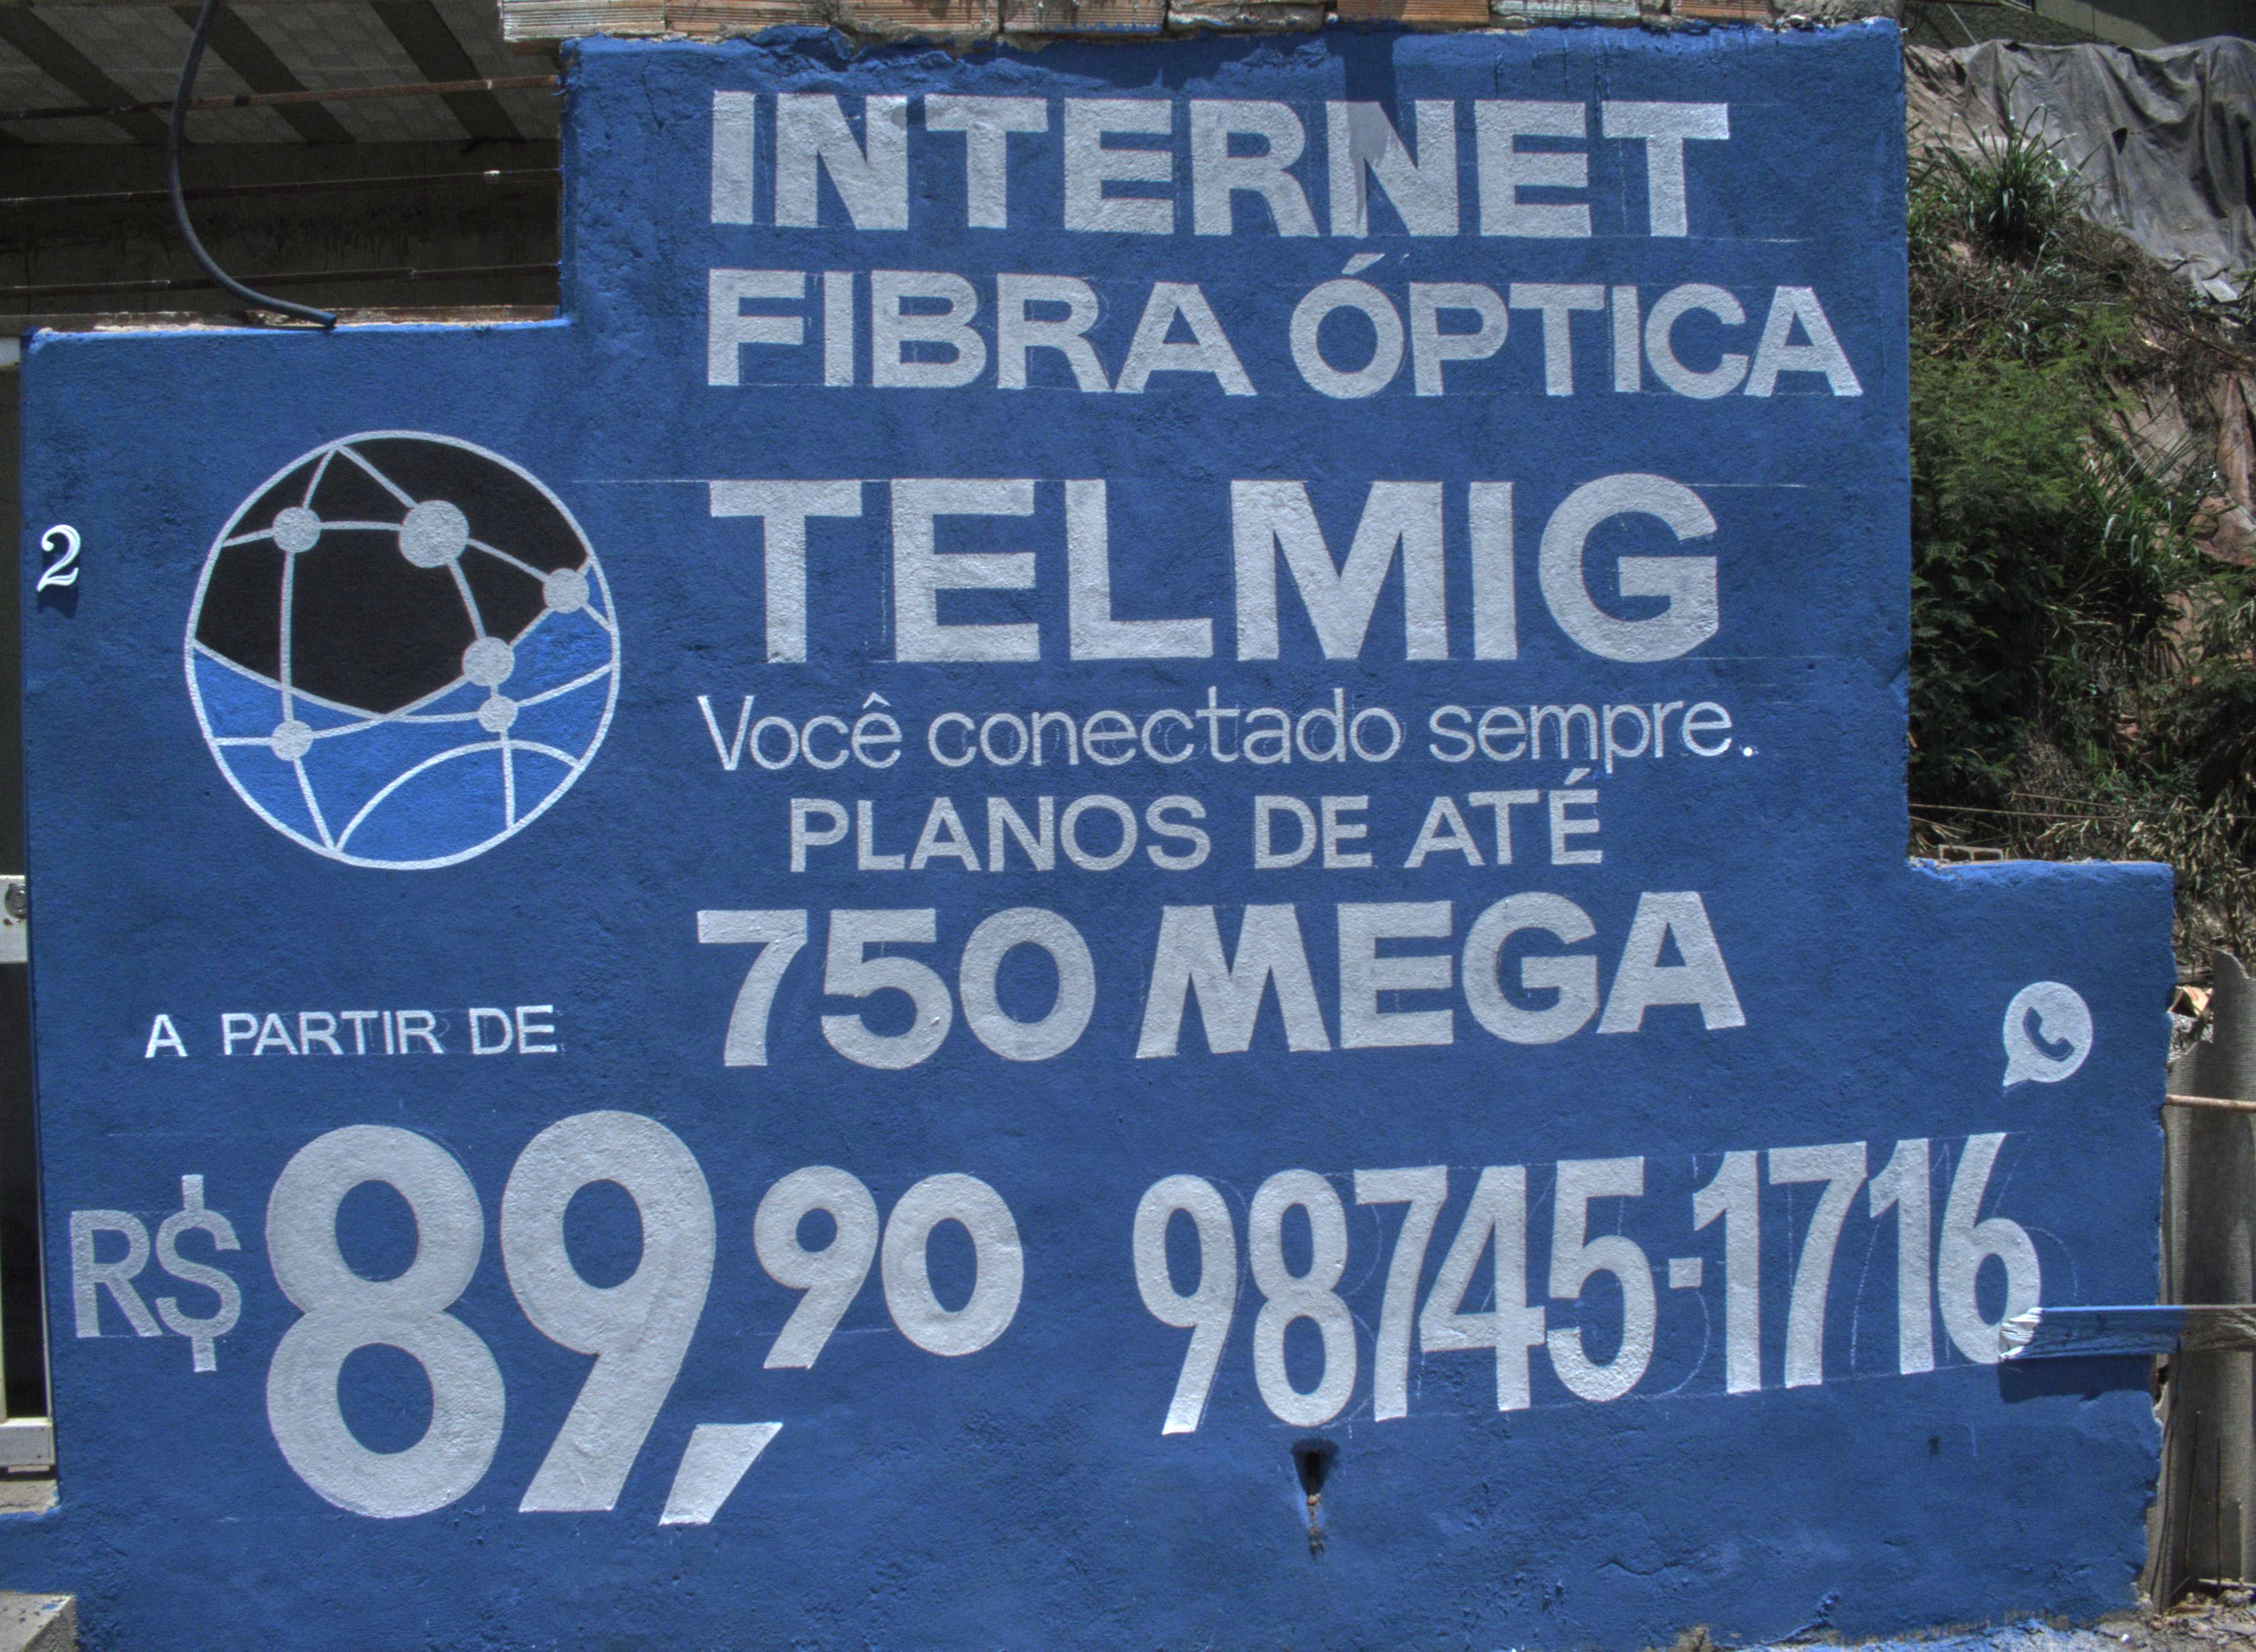 INTERNET
FIBRA ÓPTICA
TELMIG
2
Você conectado sempre.
PLANOS DE ATÉ
750 MEGA
A PARTIR DE
R$ 89,90
98745-1716